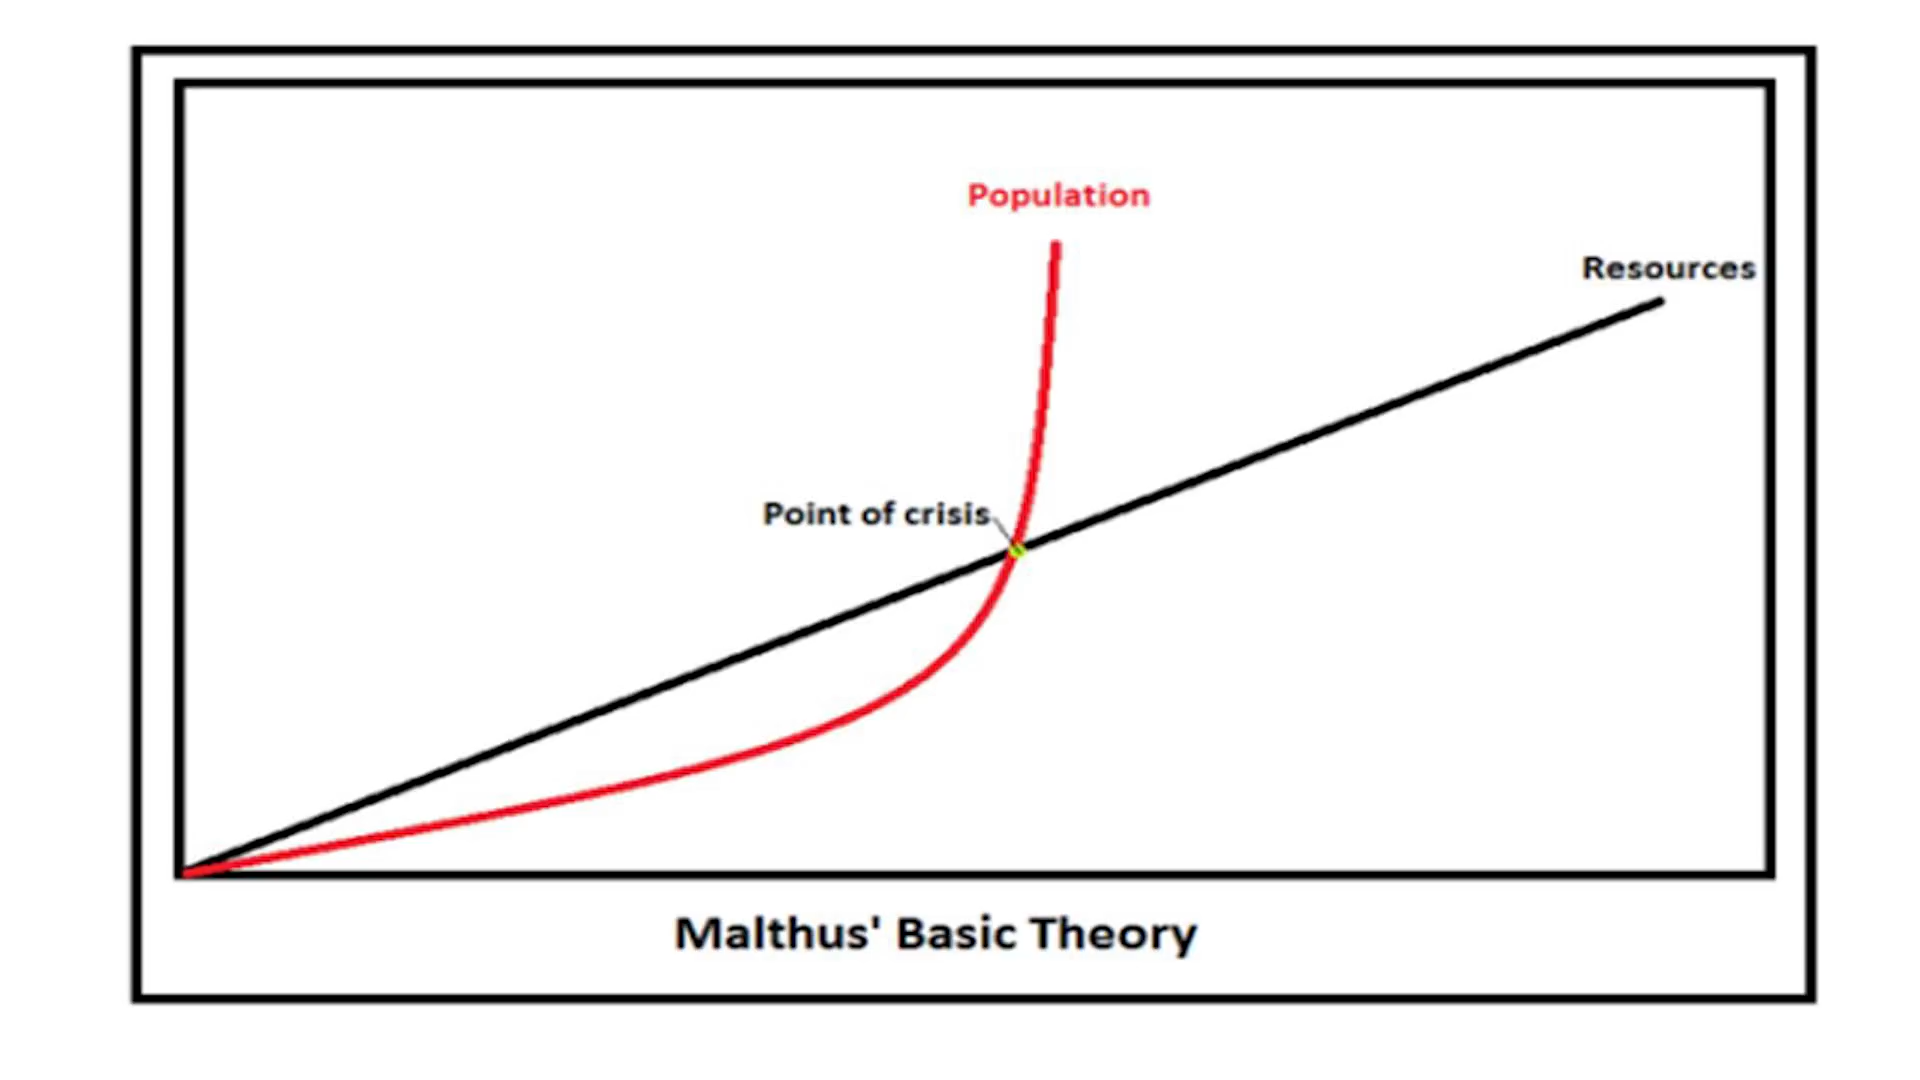 Population
Resources
Point of crisis
Malthus' Basic Theory